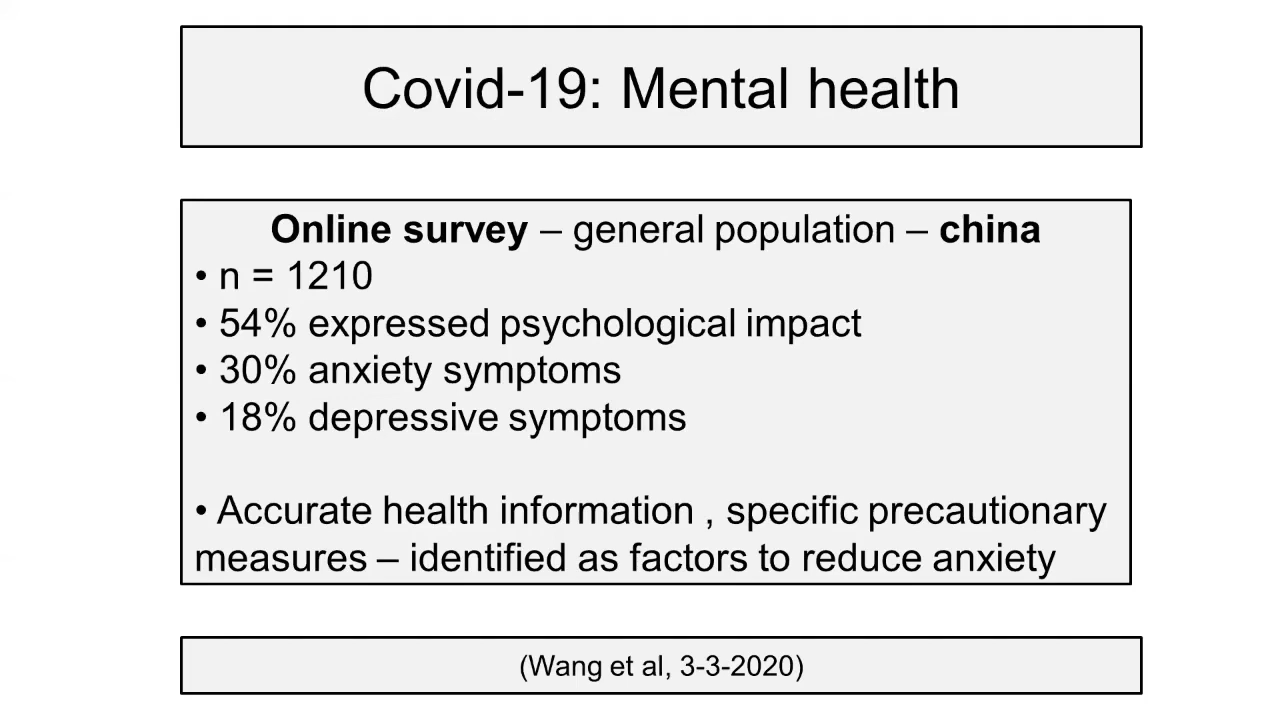 Covid-19: Mental health
Online survey – general population – china
• n = 1210
• 54% expressed psychological impact
• 30% anxiety symptoms
• 18% depressive symptoms
• Accurate health information , specific precautionary
measures – identified as factors to reduce anxiety
(Wang et al, 3-3-2020)